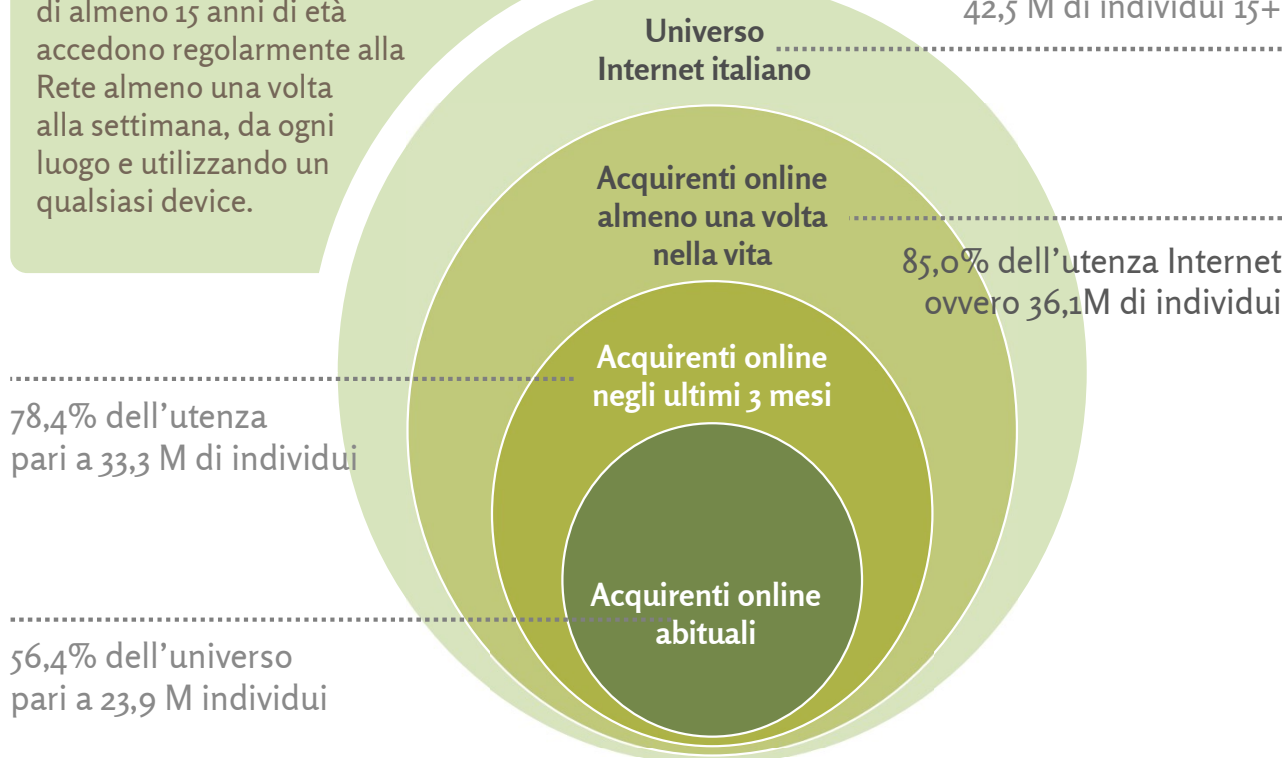 di almeno 15 anni di età
accedono regolarmente alla
Rete almeno una volta
alla settimana, da ogni
luogo e utilizzando un
qualsiasi device.
42,5 M di individui 15+
Universo
Internet italiano
Acquirenti online
almeno una volta
nella vita
85,0% dell’utenza Internet
ovvero 36,1M di individui
Acquirenti online
negli ultimi 3 mesi
78,4% dell’utenza
pari a 33,3 M di individui
Acquirenti online
abituali
56,4% dell’universo
pari a 23,9 M individui